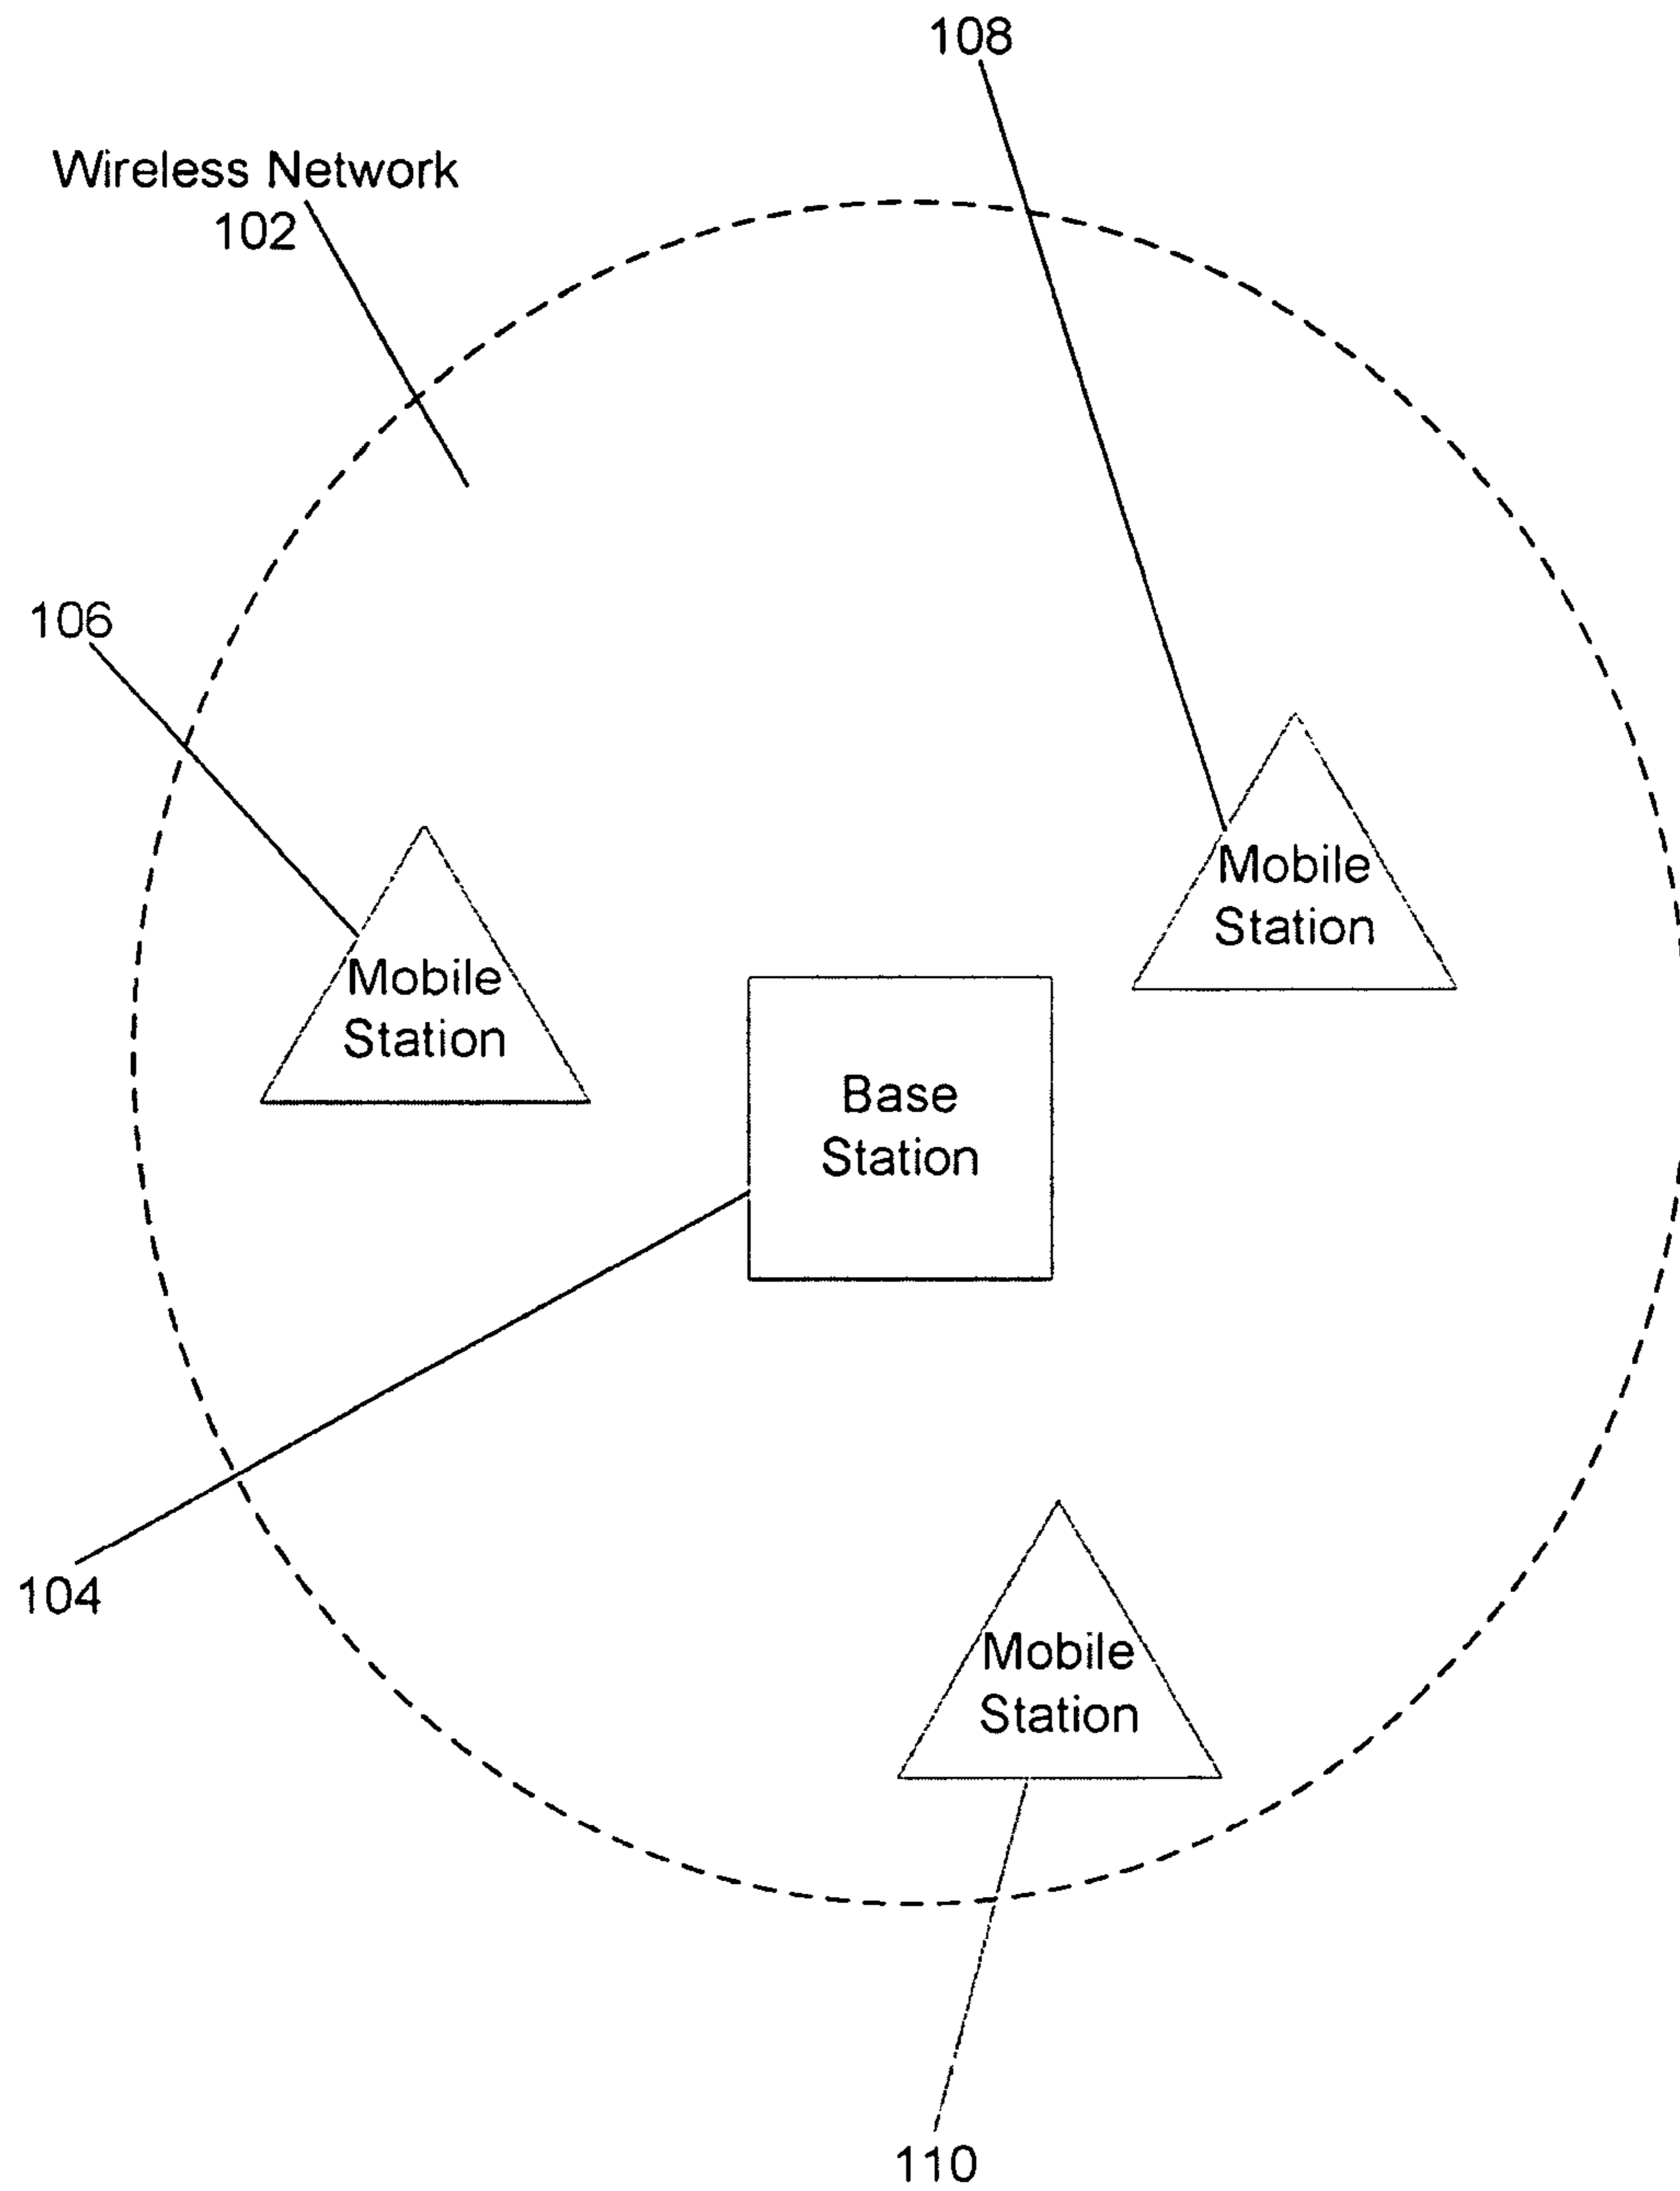 108
Wireless Network
102
106
Mobile
Station
Mobile
Station
Base
Station
104
Mobile
Station
110